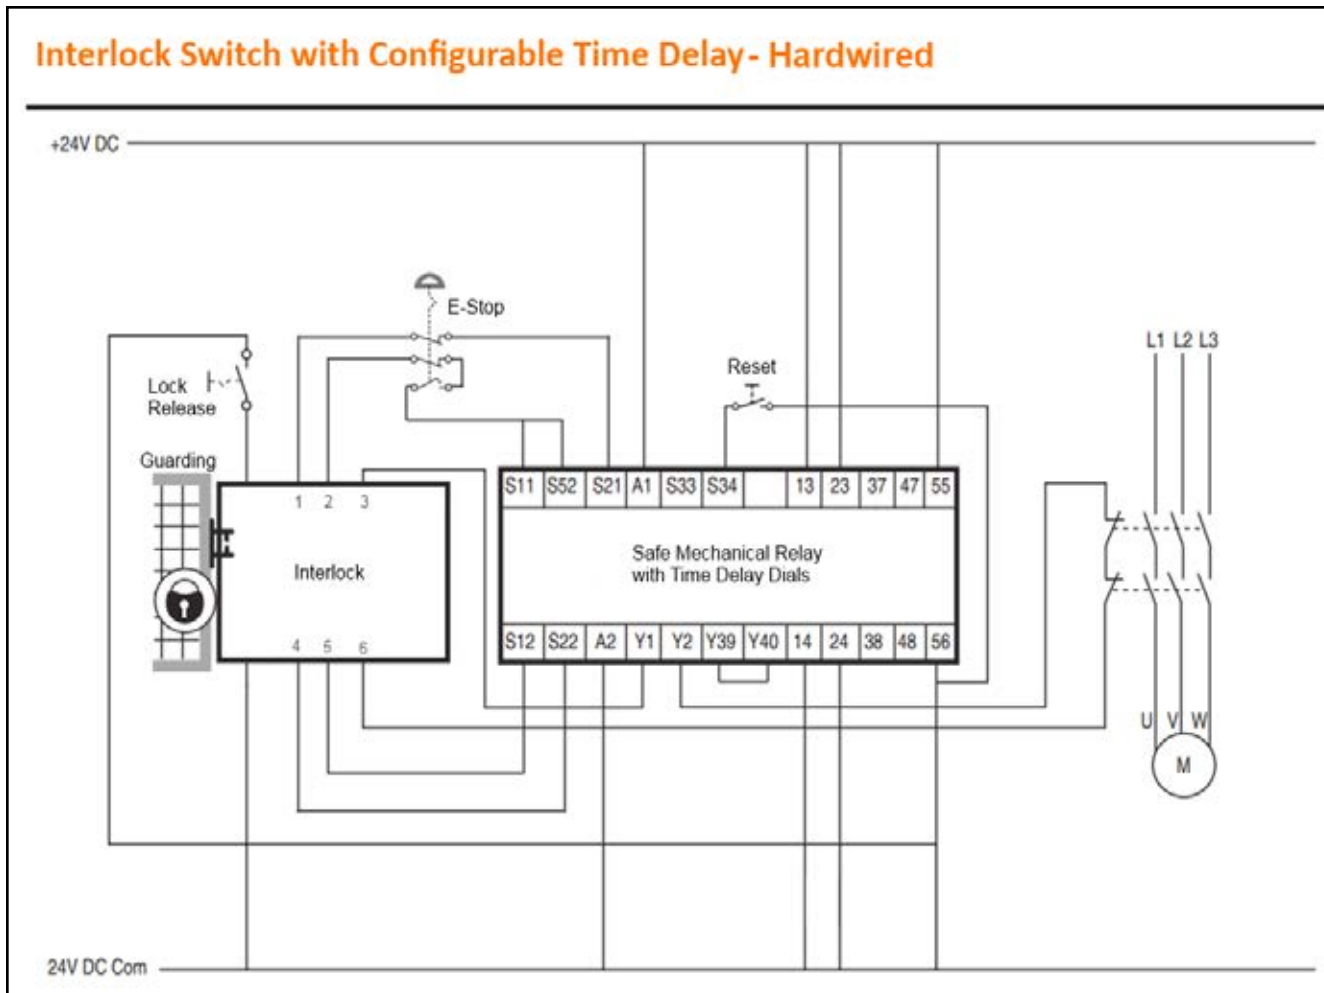 Interlock Switch with Configurable Time Delay - Hardwired
+24V DC
E-Stop
L1 L2 L3
Reset
Lock
Release
Guarding
1 2 3
S11 S52 S21 A1 S33 S34 13 23 37 47 55
Interlock
Safe Mechanical Relay
with Time Delay Dials
4 5 6
S12 S22 A2 Y1 Y2 Y39 Y40 14 24 38 48 56
U V W
M
24V DC Com